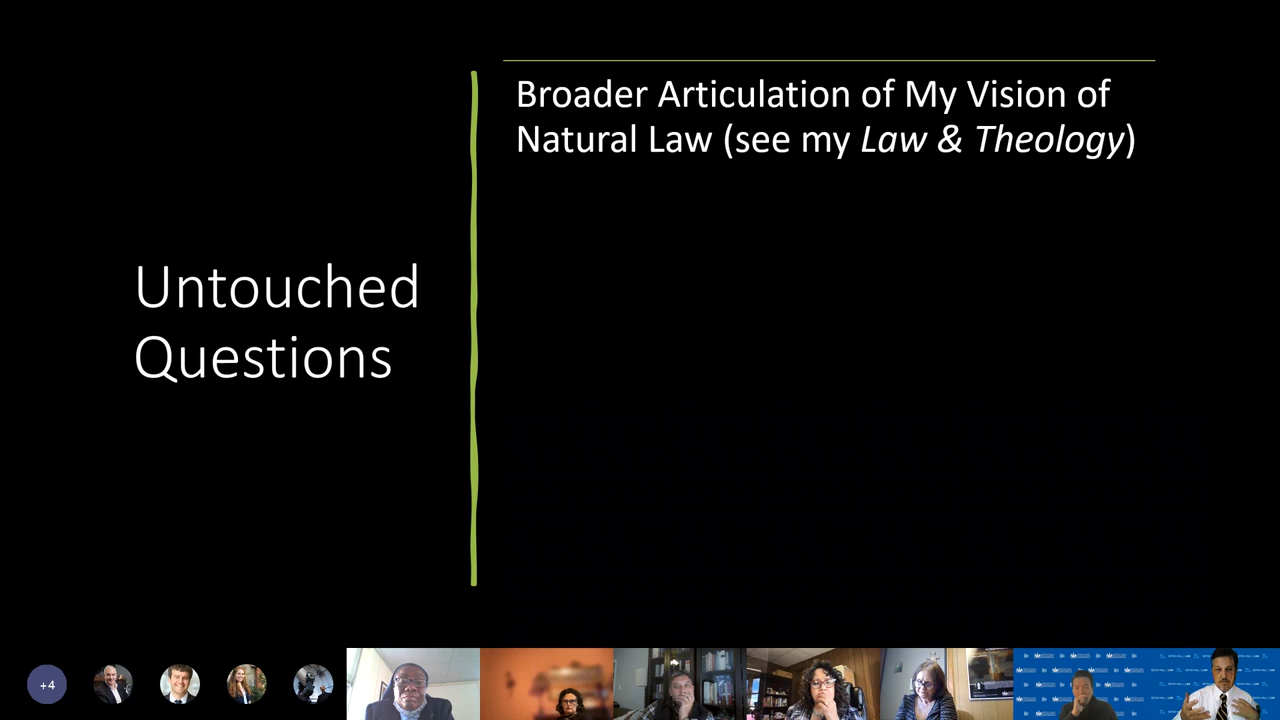 Untouched
Questions
Broader Articulation of My Vision of
Natural Law (see my Law & Theology)
+4